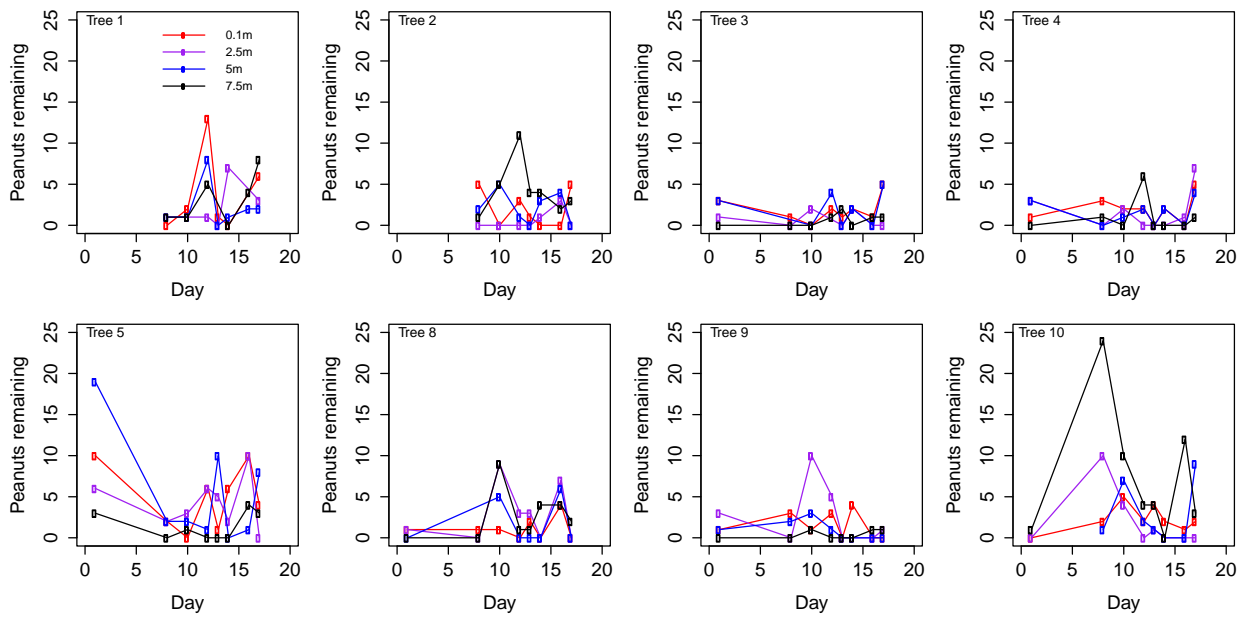 Tree 1
0.1m
2.5m
5m
7.5m
Peanuts remaining
0 5 10 15 20 25
0 5 10 15 20
Day
Tree 2
Peanuts remaining
0 5 10 15 20 25
0 5 10 15 20
Day
Tree 3
Peanuts remaining
0 5 10 15 20 25
0 5 10 15 20
Day
Tree 4
Peanuts remaining
0 5 10 15 20 25
0 5 10 15 20
Day
Tree 5
Peanuts remaining
0 5 10 15 20 25
0 5 10 15 20
Day
Tree 8
Peanuts remaining
0 5 10 15 20 25
0 5 10 15 20
Day
Tree 9
Peanuts remaining
0 5 10 15 20 25
0 5 10 15 20
Day
Tree 10
Peanuts remaining
0 5 10 15 20 25
0 5 10 15 20
Day